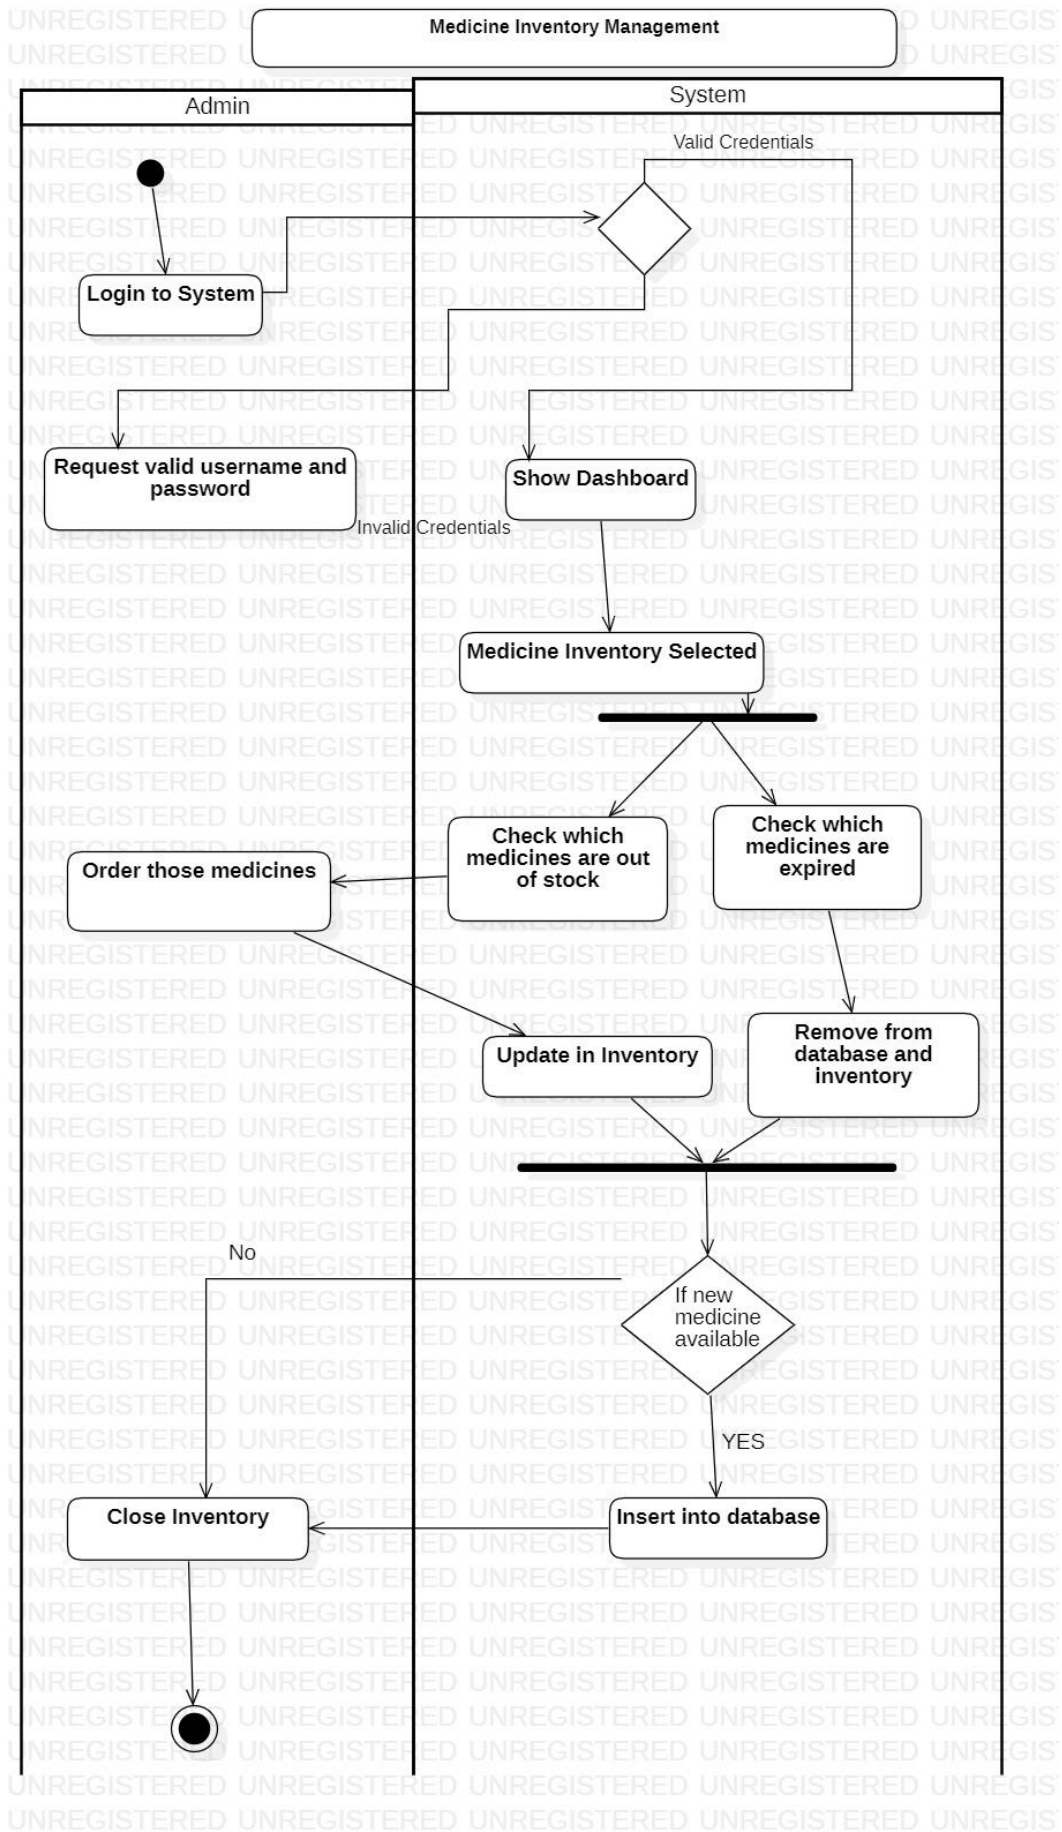 Medicine Inventory Management
Admin
System
Valid Credentials
Login to System
Request valid username and
password
Show Dashboard
Invalid Credentials
Medicine Inventory Selected
Check which
medicines are out
of stock
Check which
medicines are
expired
Order those medicines
Update in Inventory
Remove from
database and
inventory
No
If new
medicine
available
YES
Close Inventory
Insert into database
UNREGISTERED